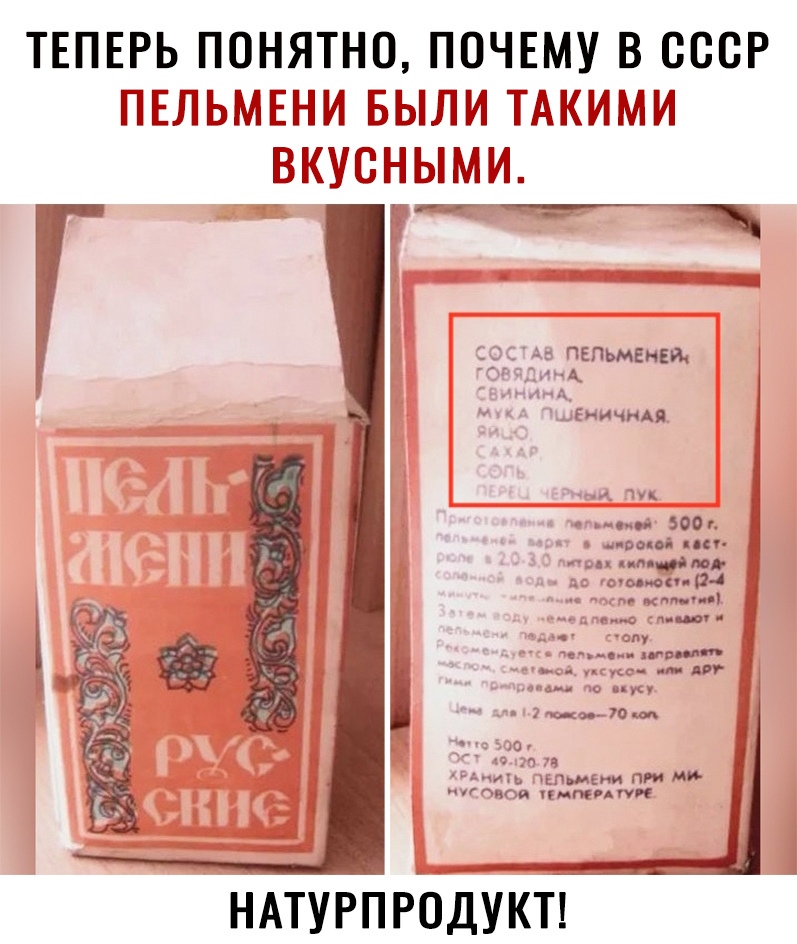 ТЕПЕРЬ ПОНЯТНО, ПОЧЕМУ В СССР
ПЕЛЬМЕНИ БЫЛИ ТАКИМИ
ВКУСНЫМИ.
ПЕЛЬ-
МЕНИ
РУС-
СКИЕ
СОСТАВ ПЕЛЬМЕНЕЙ:
ГОВЯДИНА,
СВИНИНА,
МУКА ПШЕНИЧНАЯ.
ЯЙЦО,
САХАР,
СОЛЬ.
ПЕРЕЦ ЧЕРНЫЙ, ЛУК.
Приготовление пельменей: 500 г.
пельменей варят в широкой каст-
рюле в 2,0-3,0 литрах кипящей под-
соленной воды до готовности (2-4
минуты после всплытия).
Затем воду немедленно сливают и
пельмени подают столу.
Рекомендуется пельмени заправлять
маслом, сметаной, уксусом или дру-
гими приправами по вкусу.
Цена для 1-2 поясов—70 коп.
Нетто 500 г.
ОСТ 49-120-78
ХРАНИТЬ ПЕЛЬМЕНИ ПРИ МИ-
НУСОВОЙ ТЕМПЕРАТУРЕ.
НАТУРПРОДУКТ!